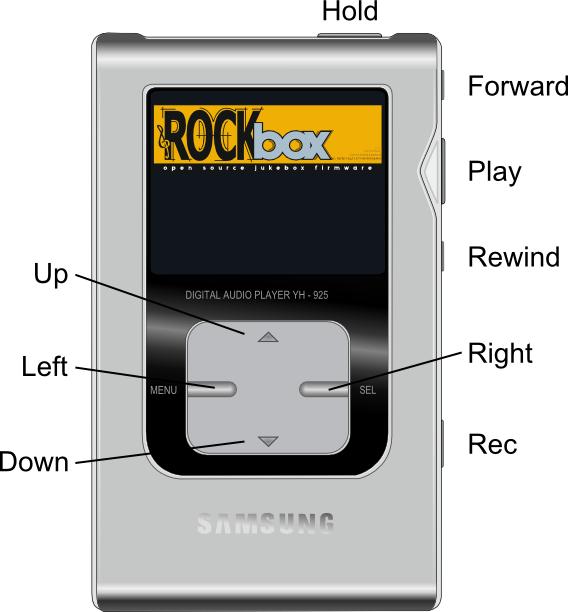 Hold
Forward
ROCKbox
open source jukebox firmware
Play
Rewind
Up
DIGITAL AUDIO PLAYER YH - 925
Right
Left
MENU
SEL
Rec
Down
SAMSUNG